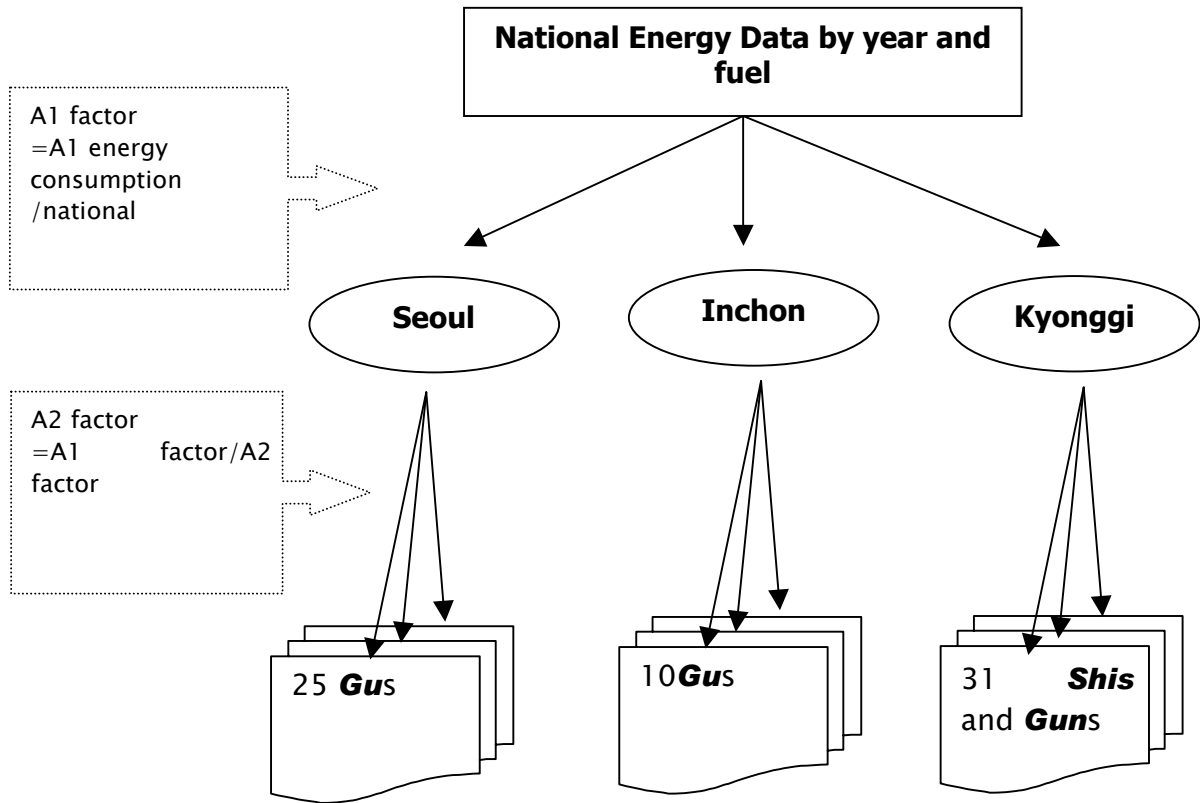 National Energy Data by year and
fuel
A1 factor
=A1 energy
consumption
/national
Seoul
Inchon
Kyonggi
A2 factor
=A1 factor/A2
factor
25 Gus
10Gus
31 Shis
and Guns